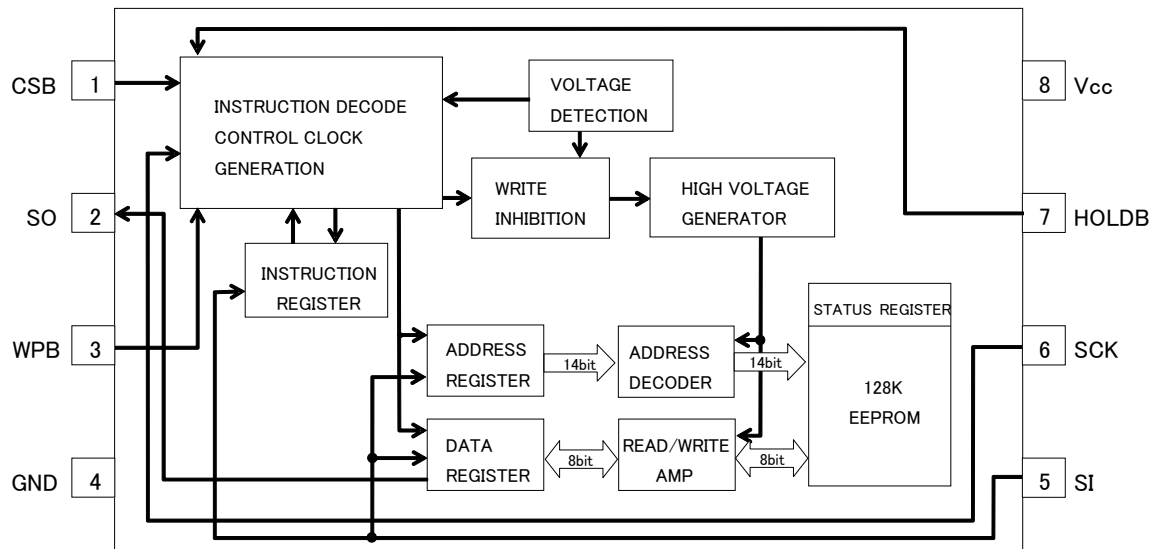 CSB
1
SO
2
WPB
3
GND
4
INSTRUCTION DECODE
CONTROL CLOCK
GENERATION
VOLTAGE
DETECTION
WRITE
INHIBITION
HIGH VOLTAGE
GENERATOR
INSTRUCTION
REGISTER
ADDRESS
REGISTER
14bit
ADDRESS
DECODER
14bit
STATUS REGISTER
128K
EEPROM
DATA
REGISTER
8bit
READ/WRITE
AMP
8bit
8
Vcc
7
HOLDB
6
SCK
5
SI